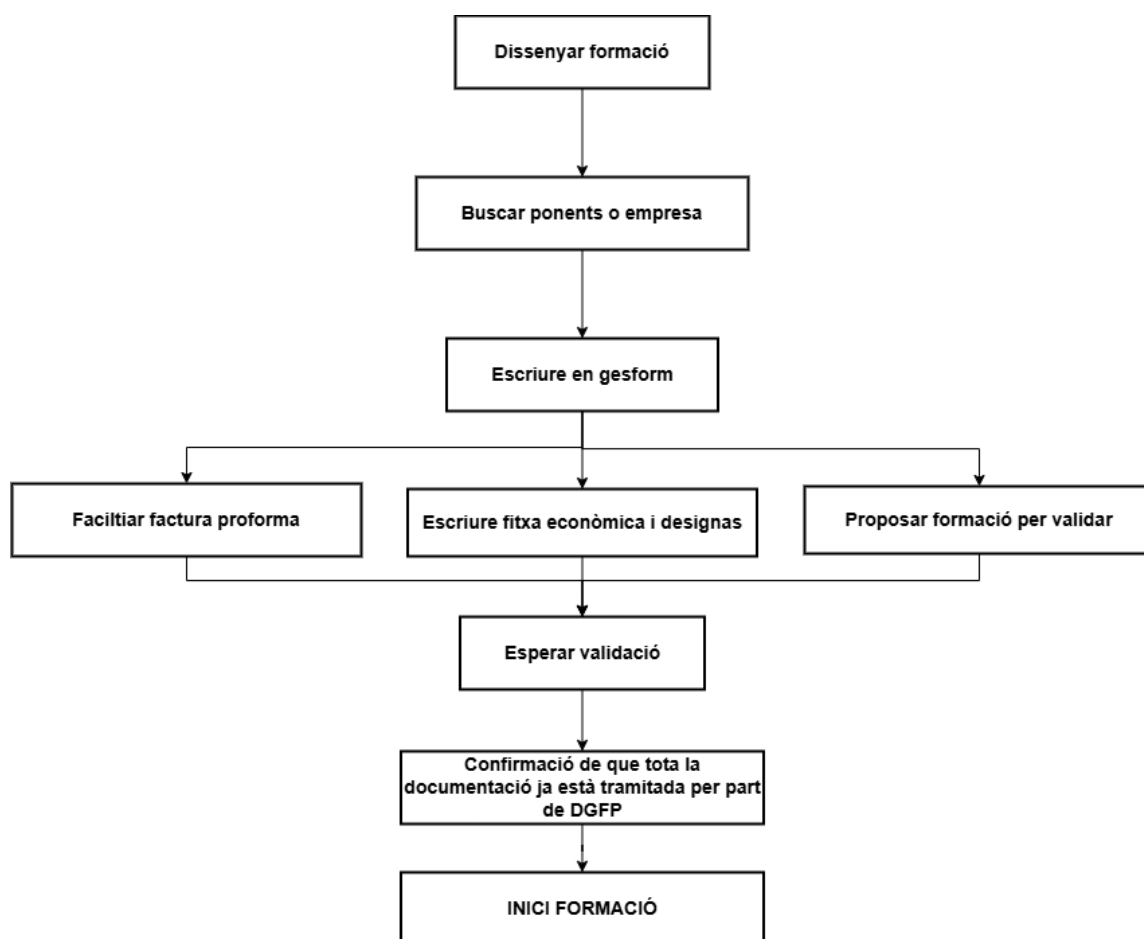 Dissenyar formació
Buscar ponents o empresa
Escriure en gesform
Faciltiar factura proforma
Escriure fitxa econòmica i designas
Proposar formació per validar
Esperar validació
Confirmació de que tota la
documentació ja està tramitada per part
de DGFP
INICI FORMACIÓ